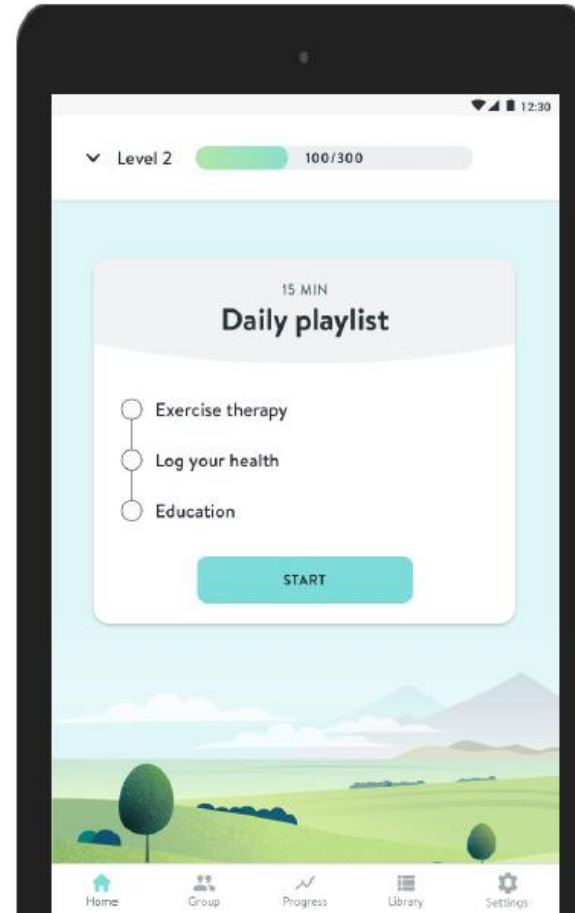 12:30
Level 2
100/300
15 MIN
Daily playlist
Exercise therapy
Log your health
Education
START
Home Group Progress Library Settings